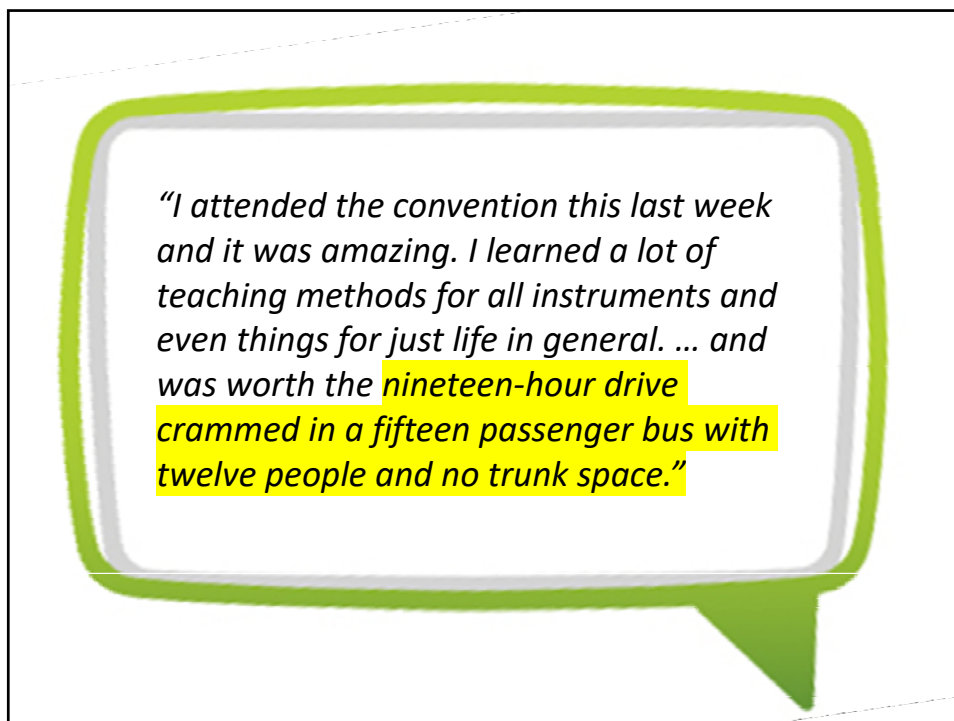 “I attended the convention this last week
and it was amazing. I learned a lot of
teaching methods for all instruments and
even things for just life in general. … and
was worth the nineteen-hour drive
crammed in a fifteen passenger bus with
twelve people and no trunk space.”